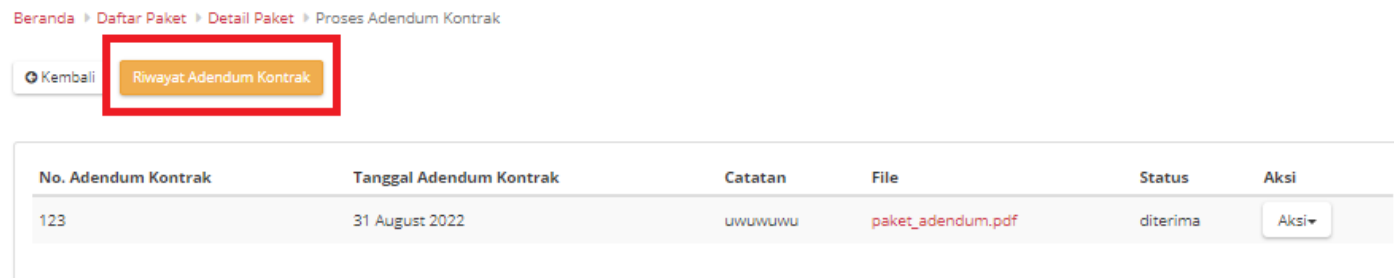 Beranda Daftar Paket Detail Paket Proses Adendum Kontrak
Kembali Riwayat Adendum Kontrak
No. Adendum Kontrak Tanggal Adendum Kontrak Catatan File Status Aksi
123 31 August 2022 uwuwuwu paket_adendum.pdf diterima Aksi